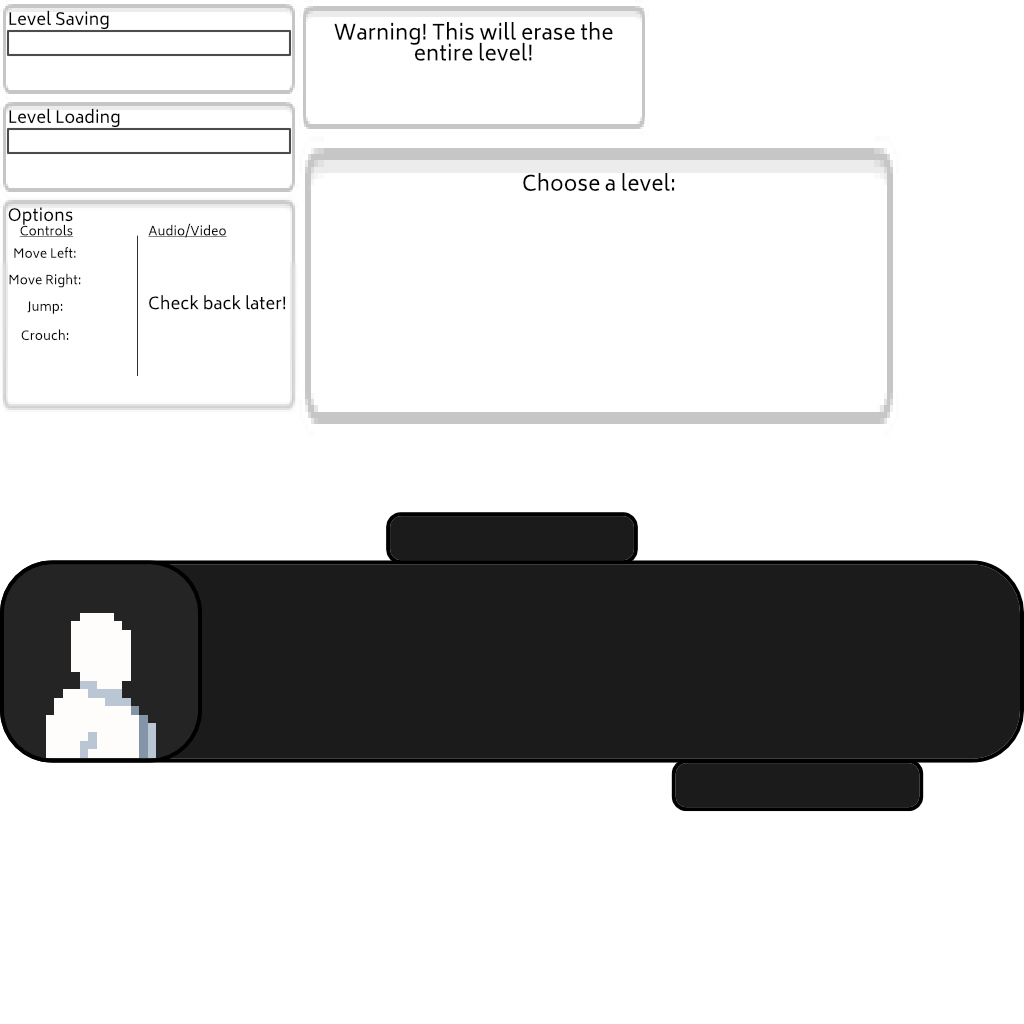 Level Saving
Warning! This will erase the
entire level!
Level Loading
Choose a level:
Options
Controls
Audio/Video
Move Left:
Move Right:
Jump:
Check back later!
Crouch: